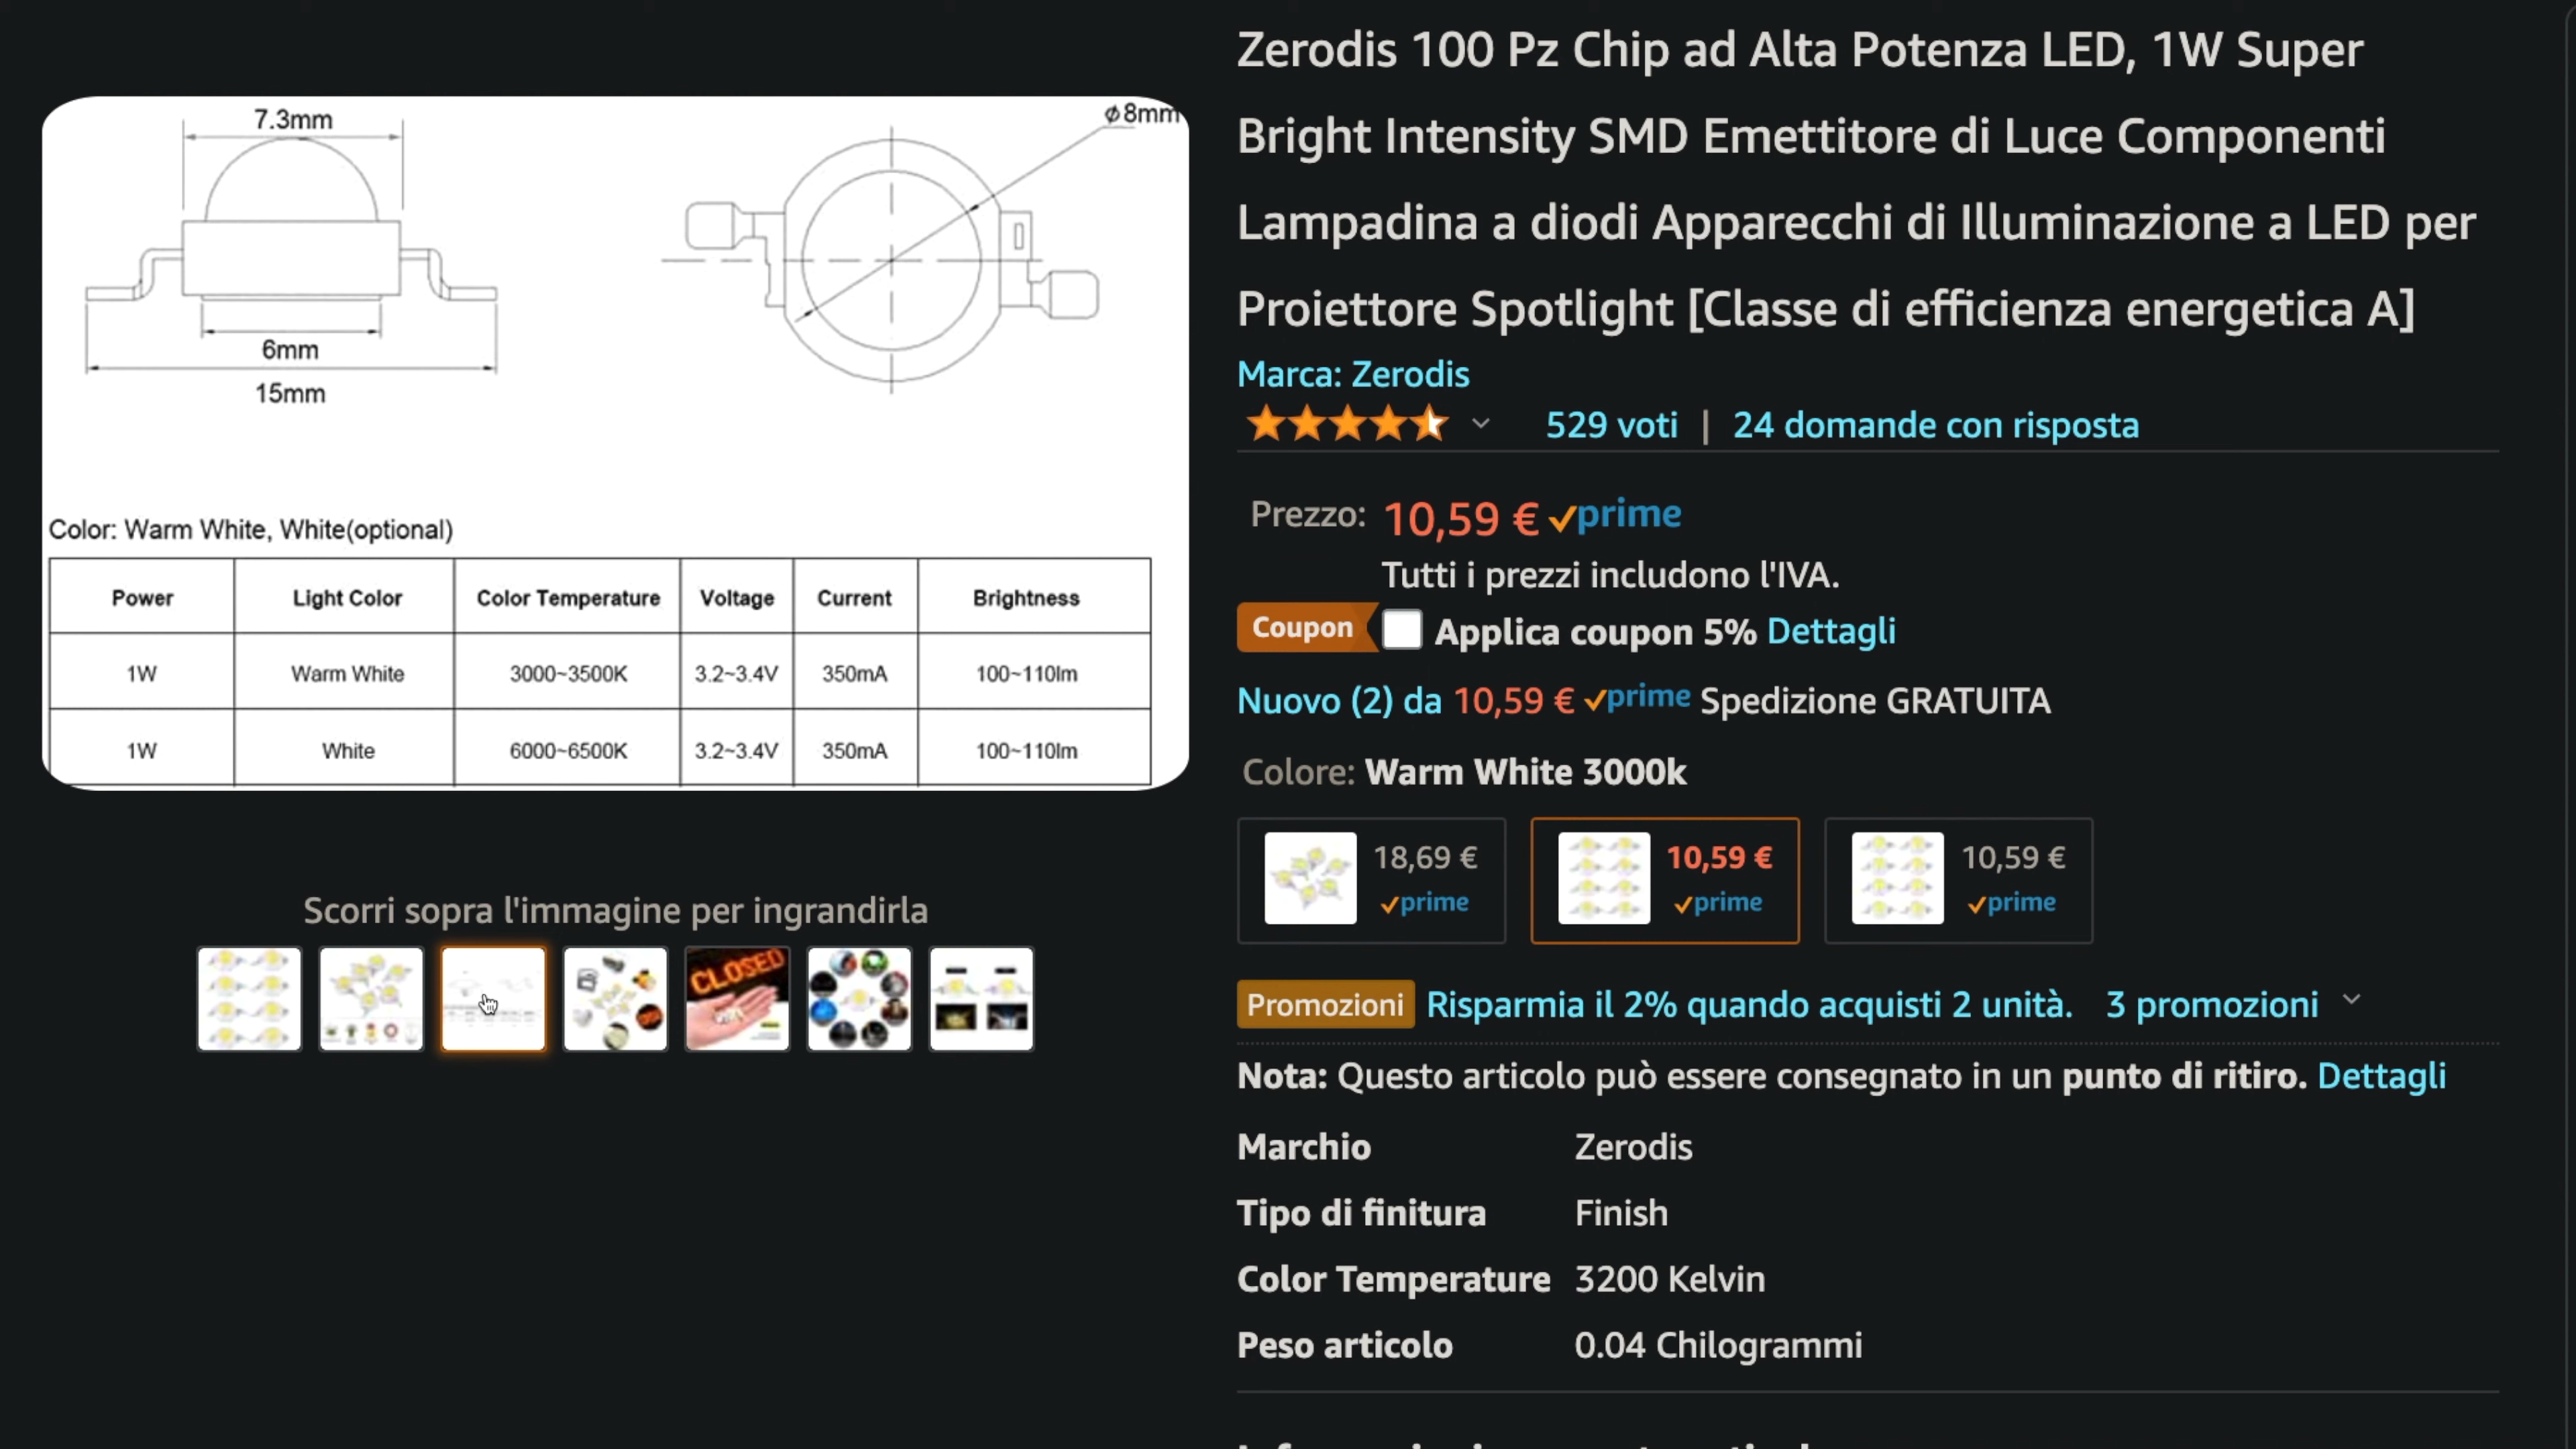 7.3mm
ϕ8mm
6mm
15mm
Color: Warm White, White(optional)
Power Light Color Color Temperature Voltage Current Brightness
1W Warm White 3000~3500K 3.2~3.4V 350mA 100~110lm
1W White 6000~6500K 3.2~3.4V 350mA 100~110lm
Scorri sopra l'immagine per ingrandirla
CLOSED
Zerodis 100 Pz Chip ad Alta Potenza LED, 1W Super
Bright Intensity SMD Emettitore di Luce Componenti
Lampadina a diodi Apparecchi di Illuminazione a LED per
Proiettore Spotlight [Classe di efficienza energetica A]
Marca: Zerodis
529 voti | 24 domande con risposta
Prezzo: 10,59 € prime
Tutti i prezzi includono l'IVA.
Coupon Applica coupon 5% Dettagli
Nuovo (2) da 10,59 € prime Spedizione GRATUITA
Colore: Warm White 3000k
18,69 € 10,59 € 10,59 €
prime prime prime
Promozioni Risparmia il 2% quando acquisti 2 unità. 3 promozioni
Nota: Questo articolo può essere consegnato in un punto di ritiro. Dettagli
Marchio Zerodis
Tipo di finitura Finish
Color Temperature 3200 Kelvin
Peso articolo 0.04 Chilogrammi